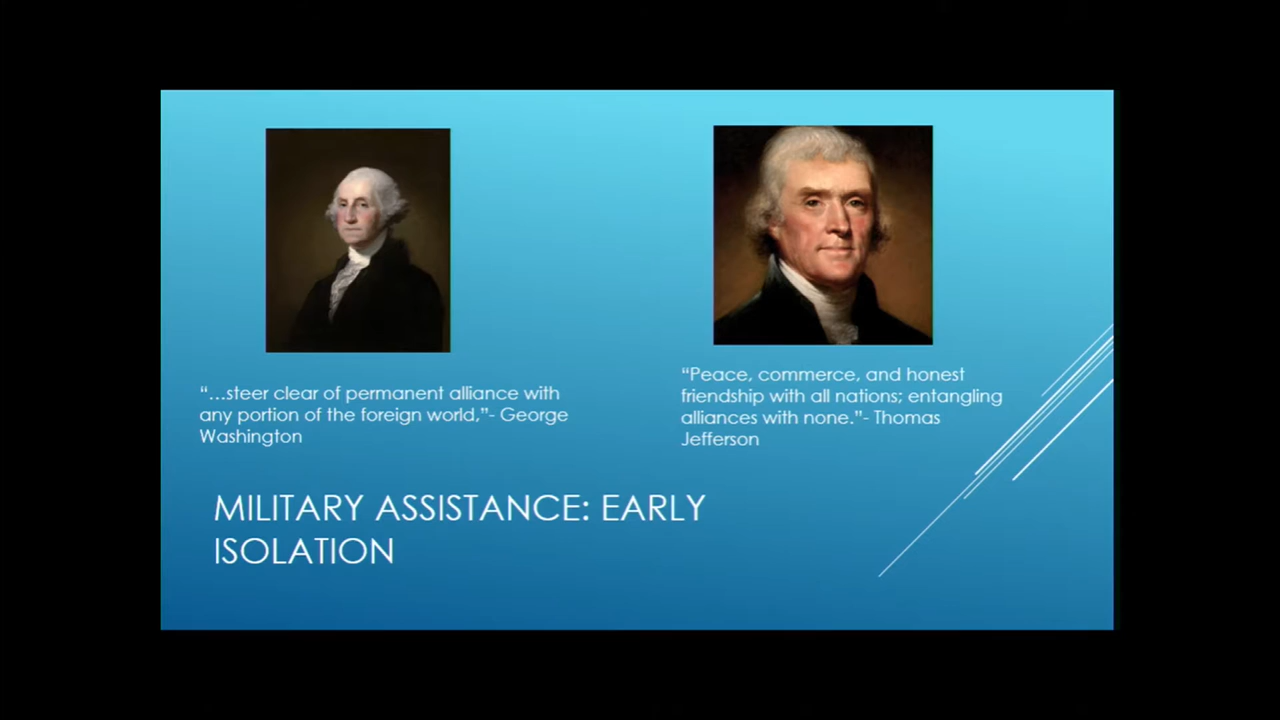 “...steer clear of permanent alliance with
any portion of the foreign world,”- George
Washington
“Peace, commerce, and honest
friendship with all nations; entangling
alliances with none.”- Thomas
Jefferson
MILITARY ASSISTANCE: EARLY
ISOLATION